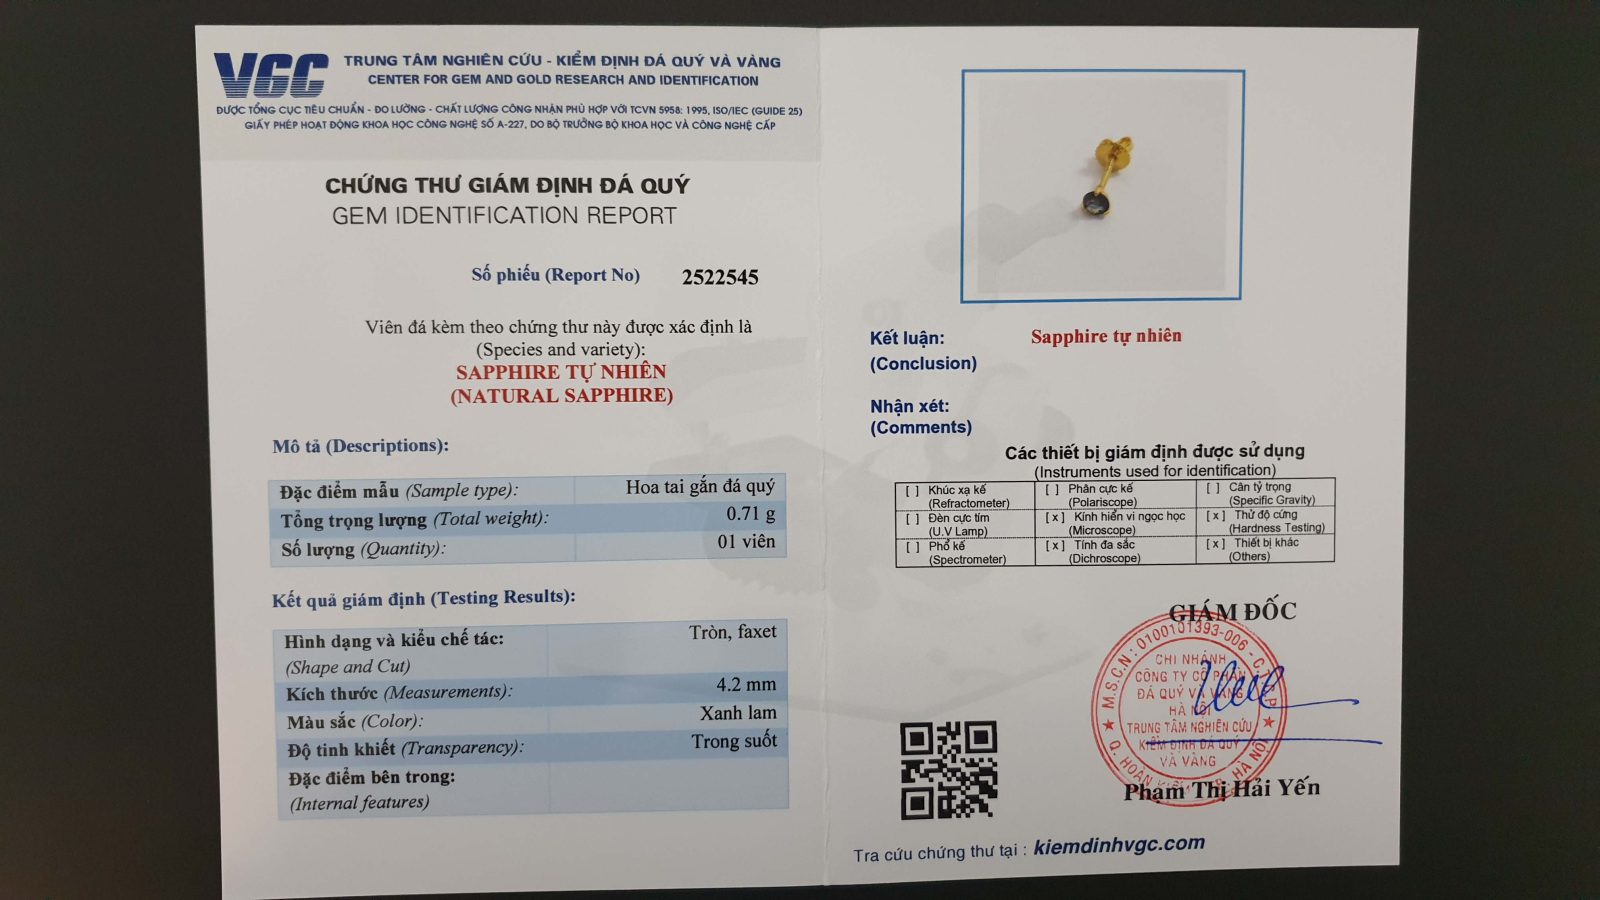 VGC
TRUNG TÂM NGHIÊN CỨU - KIỂM ĐỊNH ĐÁ QUÝ VÀ VÀNG
CENTER FOR GEM AND GOLD RESEARCH AND IDENTIFICATION
ĐƯỢC TỔNG CỤC TIÊU CHUẨN - ĐO LƯỜNG - CHẤT LƯỢNG CÔNG NHẬN PHÙ HỢP VỚI TCVN 5958: 1995, ISO/IEC (GUIDE 25)
GIẤY PHÉP HOẠT ĐỘNG KHOA HỌC CÔNG NGHỆ SỐ A-227, DO BỘ TRƯỞNG BỘ KHOA HỌC VÀ CÔNG NGHỆ CẤP
CHỨNG THƯ GIÁM ĐỊNH ĐÁ QUÝ
GEM IDENTIFICATION REPORT
Số phiếu (Report No) 2522545
Viên đá kèm theo chứng thư này được xác định là
(Species and variety):
SAPPHIRE TỰ NHIÊN
(NATURAL SAPPHIRE)
Mô tả (Descriptions):
Đặc điểm mẫu (Sample type): Hoa tai gắn đá quý
Tổng trọng lượng (Total weight): 0.71 g
Số lượng (Quantity): 01 viên
Kết quả giám định (Testing Results):
Hình dạng và kiểu chế tác: Tròn, faxet
(Shape and Cut)
Kích thước (Measurements): 4.2 mm
Màu sắc (Color): Xanh lam
Độ tinh khiết (Transparency): Trong suốt
Đặc điểm bên trong:
(Internal features)
Kết luận: Sapphire tự nhiên
(Conclusion)
Nhận xét:
(Comments)
Các thiết bị giám định được sử dụng
(Instruments used for identification)
[ ] Khúc xạ kế [ ] Phân cực kế [ ] Cân tỷ trọng
(Refractometer) (Polariscope) (Specific Gravity)
[ ] Đèn cực tím [x] Kính hiển vi ngọc học [x] Thử độ cứng
(U.V Lamp) (Microscope) (Hardness Testing)
[ ] Phổ kế [x] Tính đa sắc [x] Thiết bị khác
(Spectrometer) (Dichroscope) (Others)
GIÁM ĐỐC
M.S.C.N: 0100101393-006 - C.T.C.P
CHI NHÁNH
CÔNG TY CỔ PHẦN
ĐÁ QUÝ VÀ VÀNG
HÀ NỘI
TRUNG TÂM NGHIÊN CỨU
KIỂM ĐỊNH ĐÁ QUÝ
VÀ VÀNG
Q. HOÀN HÀ NỘI
Phạm Thị Hải Yến
Tra cứu chứng thư tại : kiemdinhvgc.com